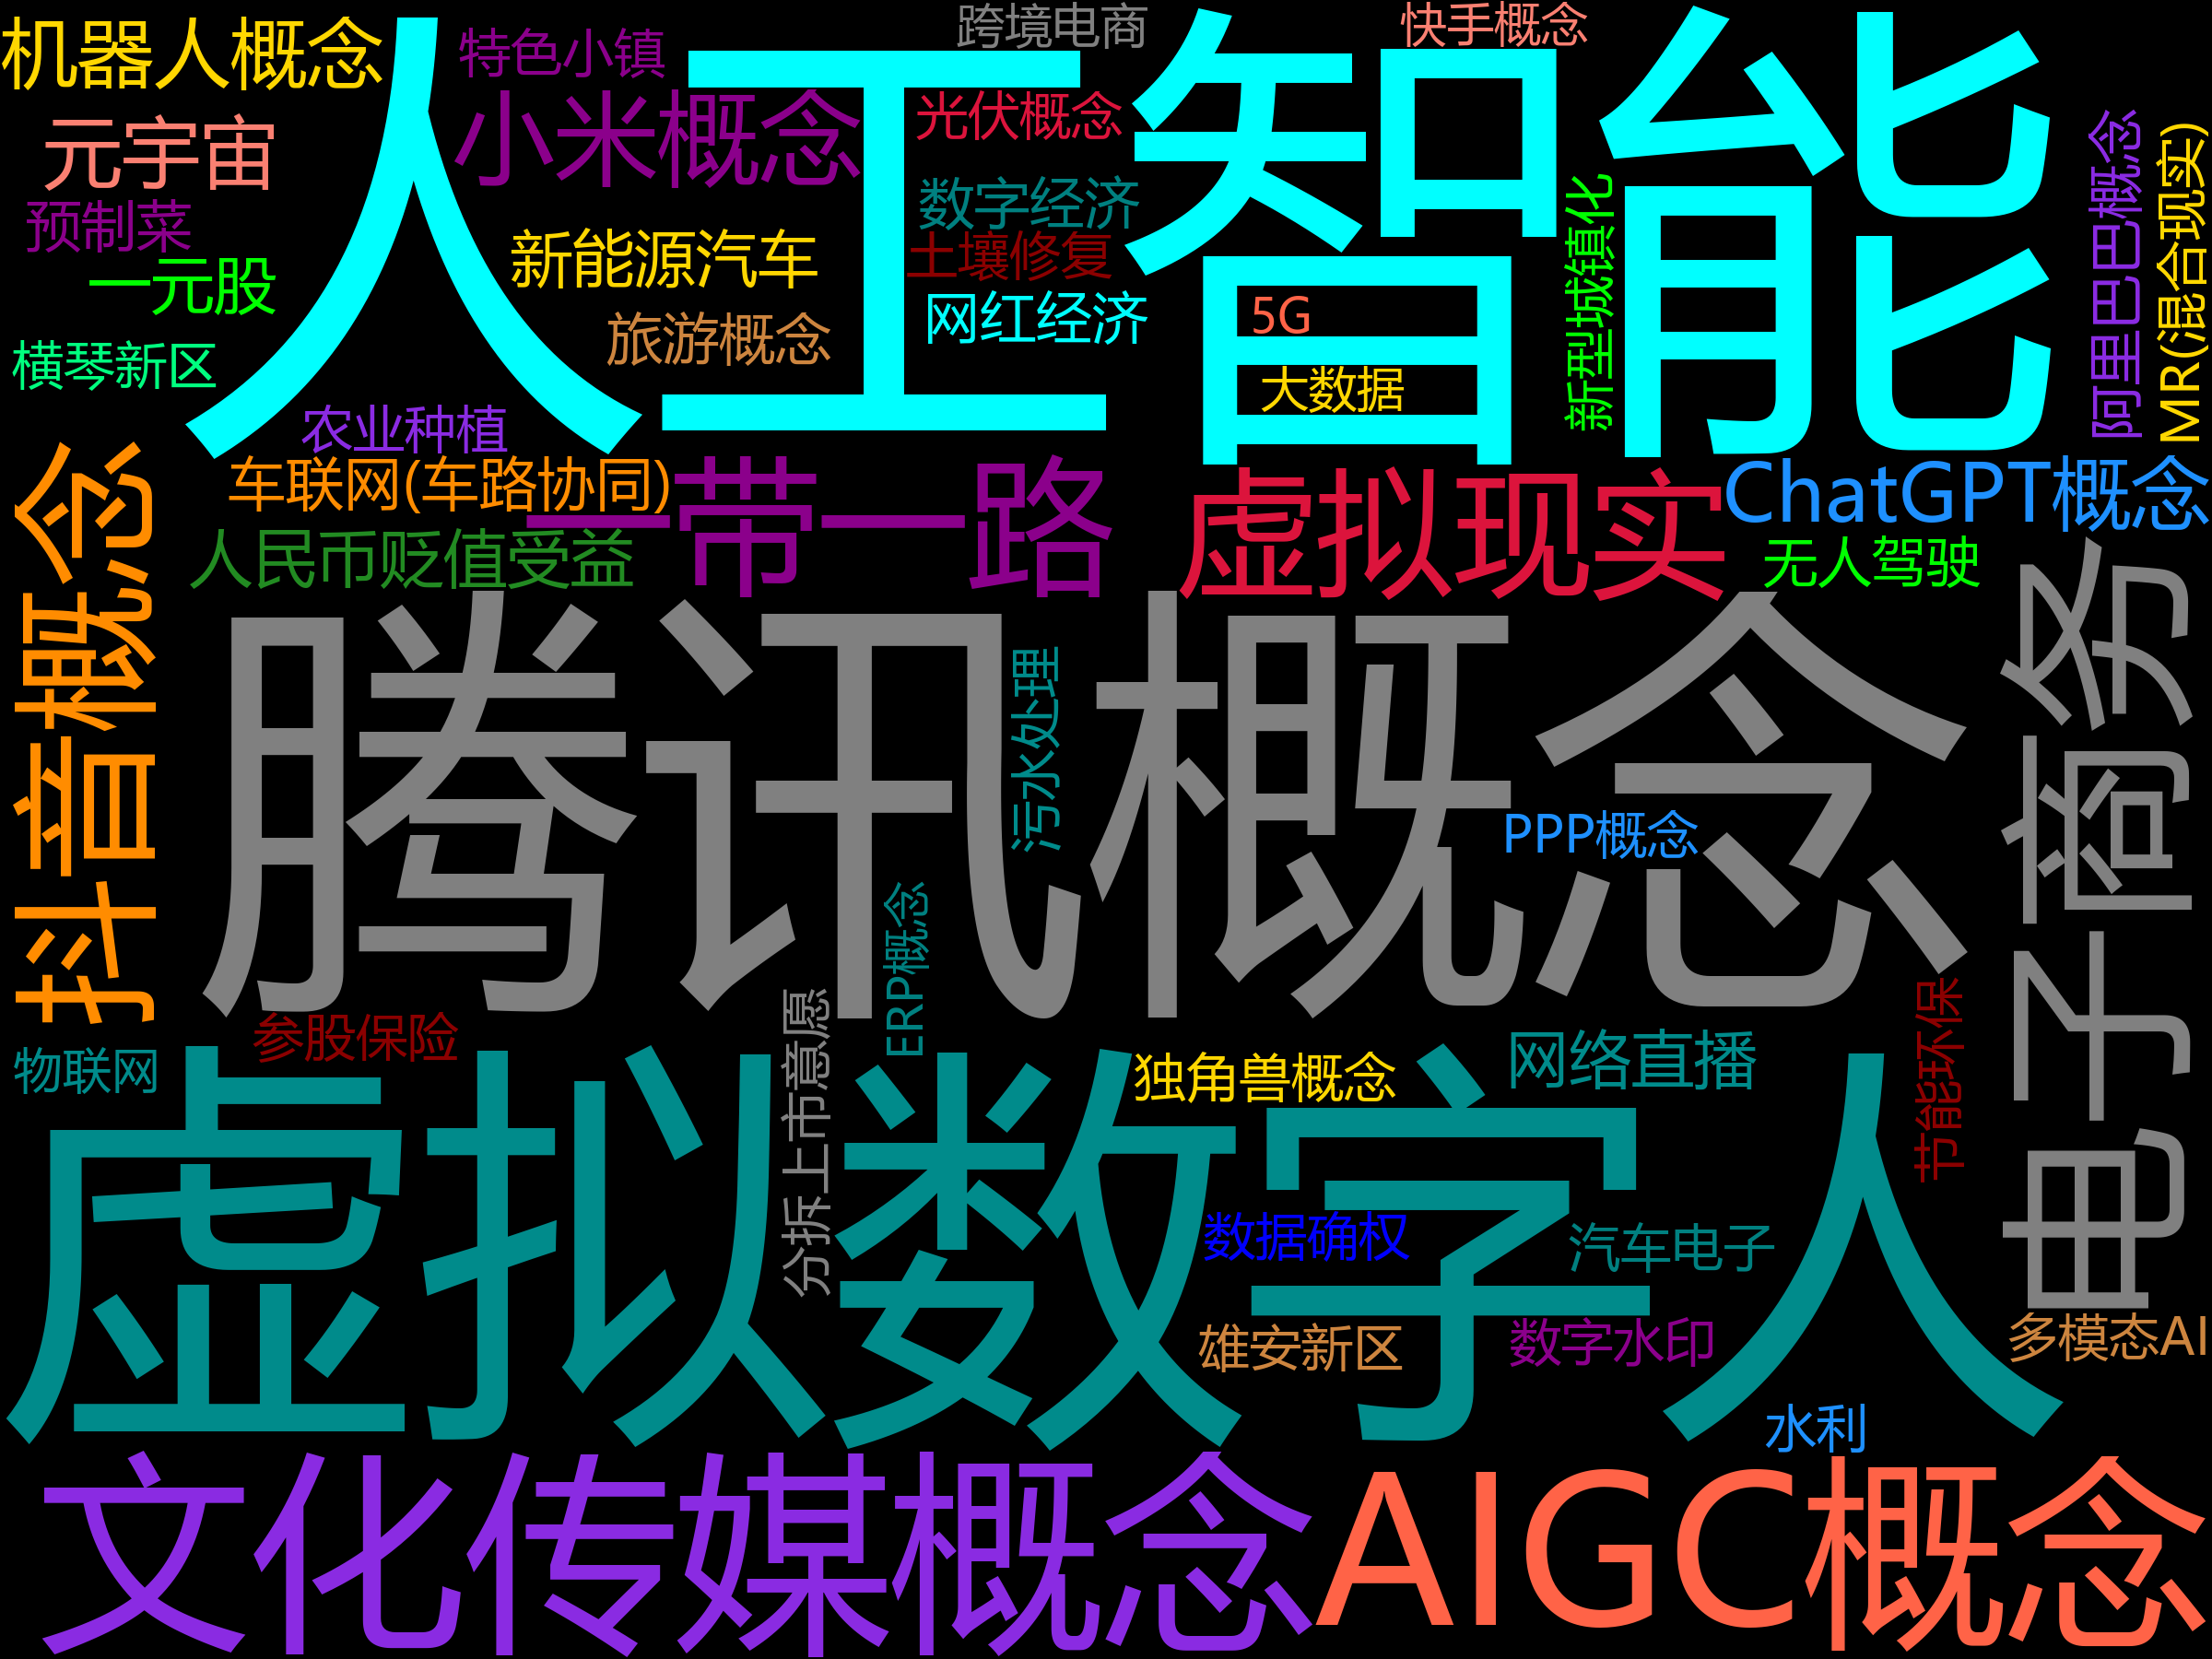 机器人概念
特色小镇
跨境电商
快手概念
人工智能
元宇宙
小米概念
光伏概念
阿里巴巴概念
MR(混合现实)
预制菜
数字经济
新型城镇化
一元股
新能源汽车
土壤修复
网红经济
5G
横琴新区
旅游概念
大数据
农业种植
车联网(车路协同)
一带一路
虚拟现实
ChatGPT概念
人民币贬值受益
无人驾驶
抖音概念
腾讯概念
污水处理
PPP概念
电子商务
ERP概念
参股保险
物联网
分拆上市意愿
独角兽概念
网络直播
节能环保
虚拟数字人
数据确权
汽车电子
雄安新区
数字水印
多模态AI
水利
文化传媒概念
AIGC概念